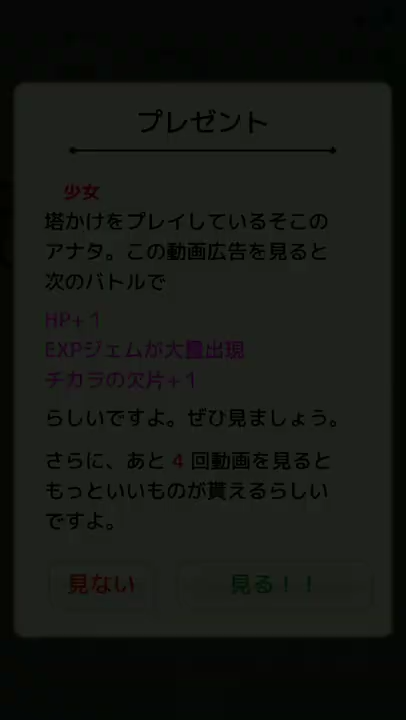 プレゼント
少女
塔かけをプレイしているそこの
アナタ。この動画広告を見ると
次のバトルで
HP+１
EXPジェムが大量出現
チカラの欠片+１
らしいですよ。ぜひ見ましょう。
さらに、あと 4 回動画を見ると
もっといいものが貰えるらしい
ですよ。
見ない 見る！！